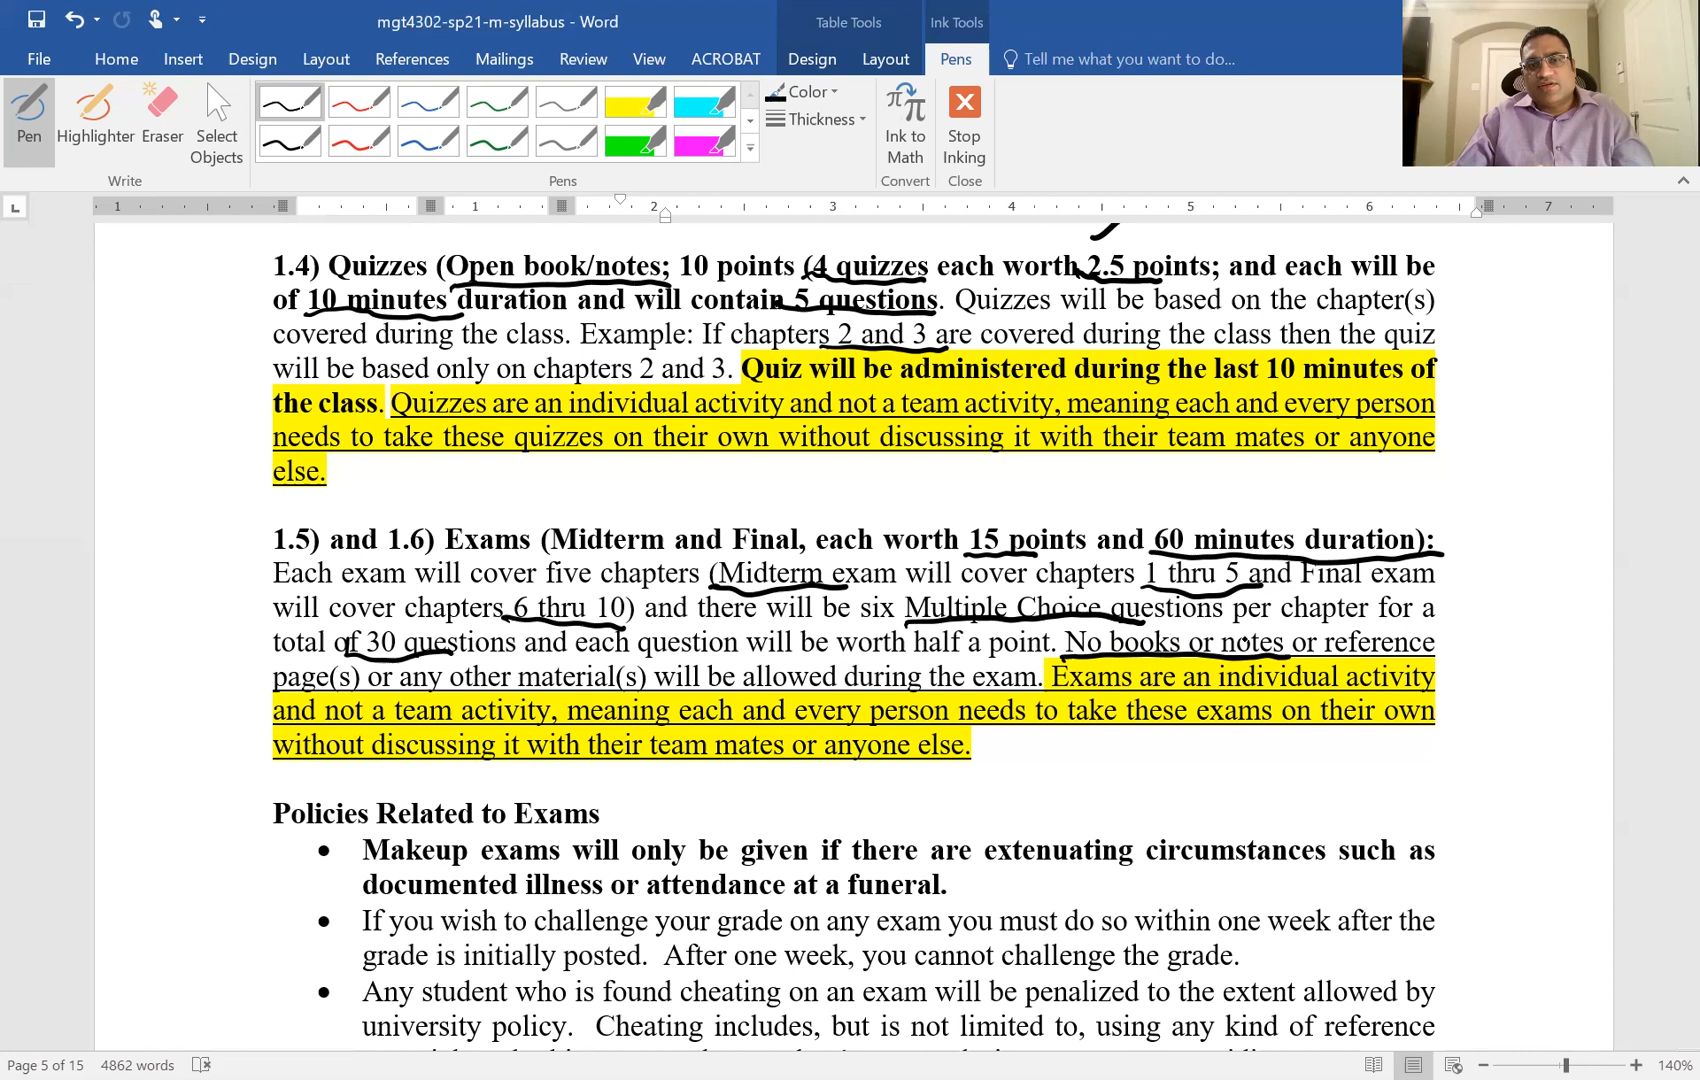 mgt4302-sp21-m-syllabus - Word
Table Tools
Ink Tools
File
Home
Insert
Design
Layout
References
Mailings
Review
View
ACROBAT
Design
Layout
Pens
Tell me what you want to do...
Pen
Highlighter
Eraser
Select
Objects
Color
Thickness
Ink to
Math
Stop
Inking
Write
Pens
Convert
Close
1 1 2 3 4 5 6 7
1.4) Quizzes (Open book/notes; 10 points (4 quizzes each worth 2.5 points; and each will be
of 10 minutes duration and will contain 5 questions. Quizzes will be based on the chapter(s)
covered during the class. Example: If chapters 2 and 3 are covered during the class then the quiz
will be based only on chapters 2 and 3. Quiz will be administered during the last 10 minutes of
the class. Quizzes are an individual activity and not a team activity, meaning each and every person
needs to take these quizzes on their own without discussing it with their team mates or anyone
else.
1.5) and 1.6) Exams (Midterm and Final, each worth 15 points and 60 minutes duration):
Each exam will cover five chapters (Midterm exam will cover chapters 1 thru 5 and Final exam
will cover chapters 6 thru 10) and there will be six Multiple Choice questions per chapter for a
total of 30 questions and each question will be worth half a point. No books or notes or reference
page(s) or any other material(s) will be allowed during the exam. Exams are an individual activity
and not a team activity, meaning each and every person needs to take these exams on their own
without discussing it with their team mates or anyone else.
Policies Related to Exams
• Makeup exams will only be given if there are extenuating circumstances such as
documented illness or attendance at a funeral.
• If you wish to challenge your grade on any exam you must do so within one week after the
grade is initially posted. After one week, you cannot challenge the grade.
• Any student who is found cheating on an exam will be penalized to the extent allowed by
university policy. Cheating includes, but is not limited to, using any kind of reference
Page 5 of 15
4862 words
140%